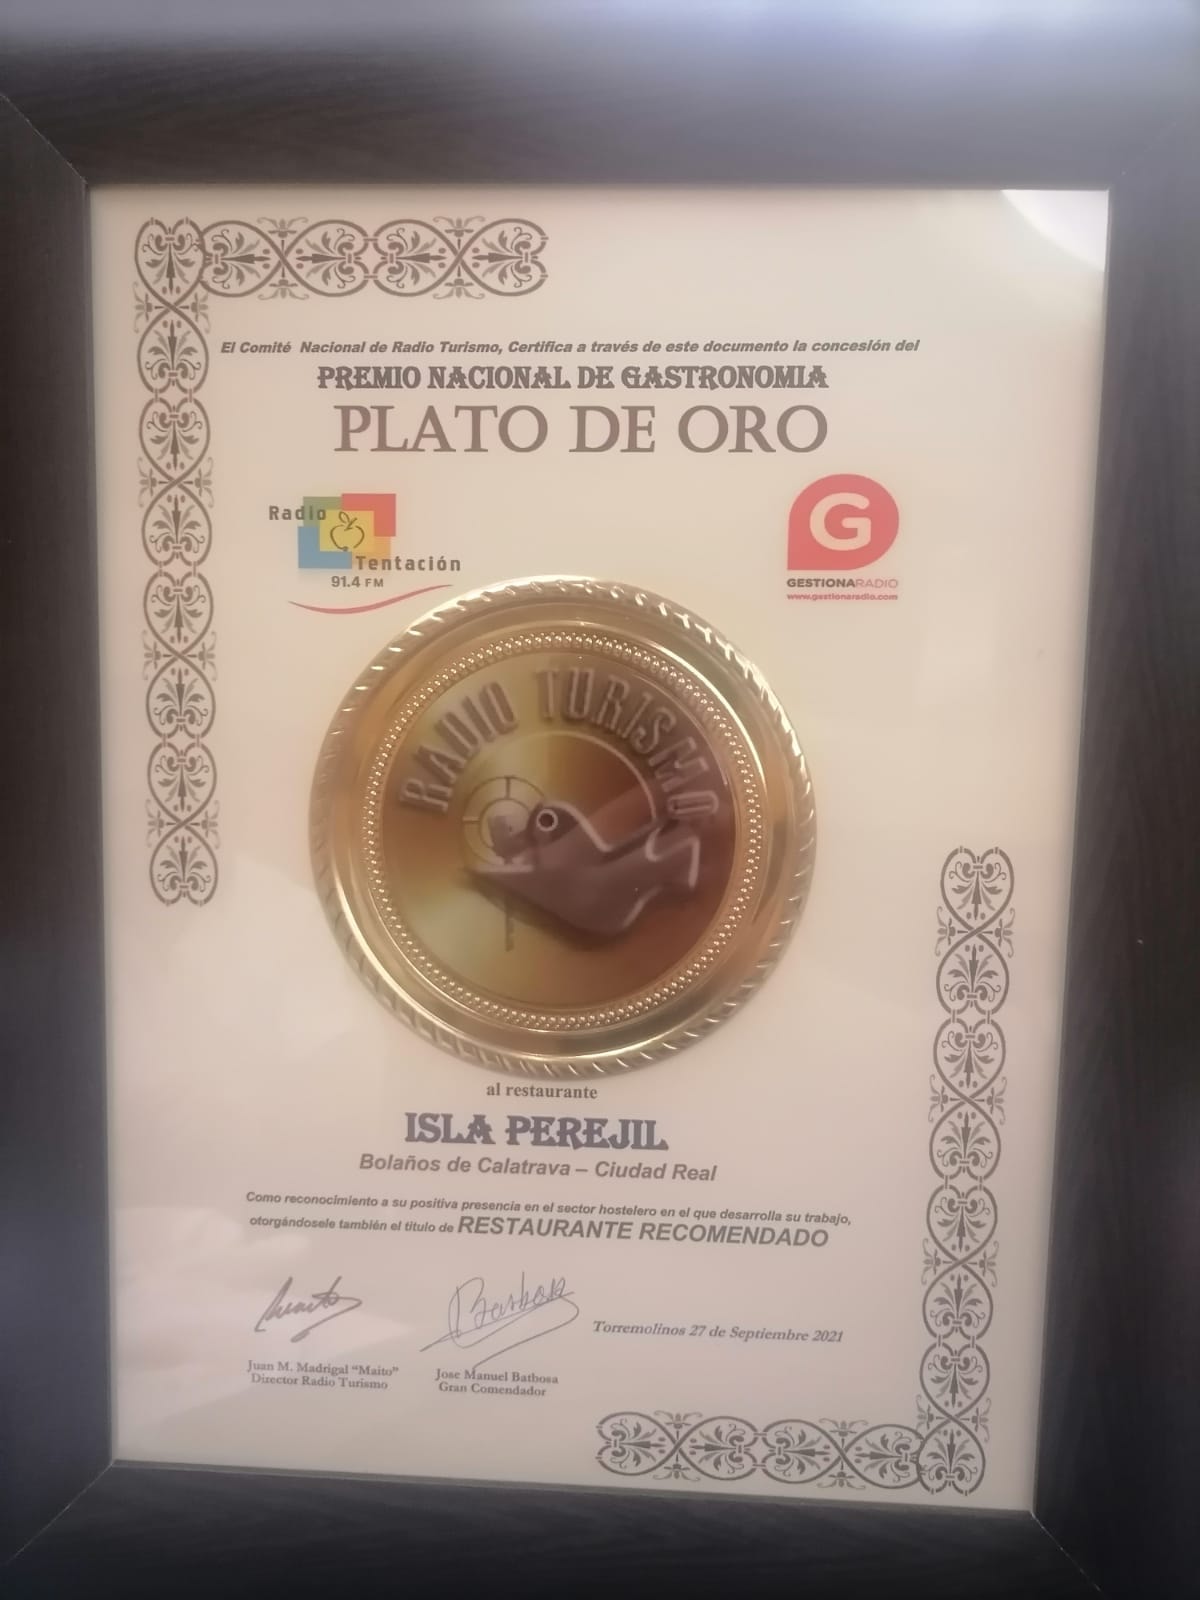 El Comité Nacional de Radio Turismo, Certifica a través de este documento la concesión del
PREMIO NACIONAL DE GASTRONOMIA
PLATO DE ORO
Radio
Tentación
91.4 FM
G
GESTIONARADIO
www.gestionaradio.com
RADIO TURISMO
al restaurante
ISLA PEREJIL
Bolaños de Calatrava – Ciudad Real
Como reconocimiento a su positiva presencia en el sector hostelero en el que desarrolla su trabajo,
otorgándosele también el titulo de RESTAURANTE RECOMENDADO
Barbosa
Torremolinos 27 de Septiembre 2021
Juan M. Madrigal “Maito”
Director Radio Turismo
Jose Manuel Barbosa
Gran Comendador